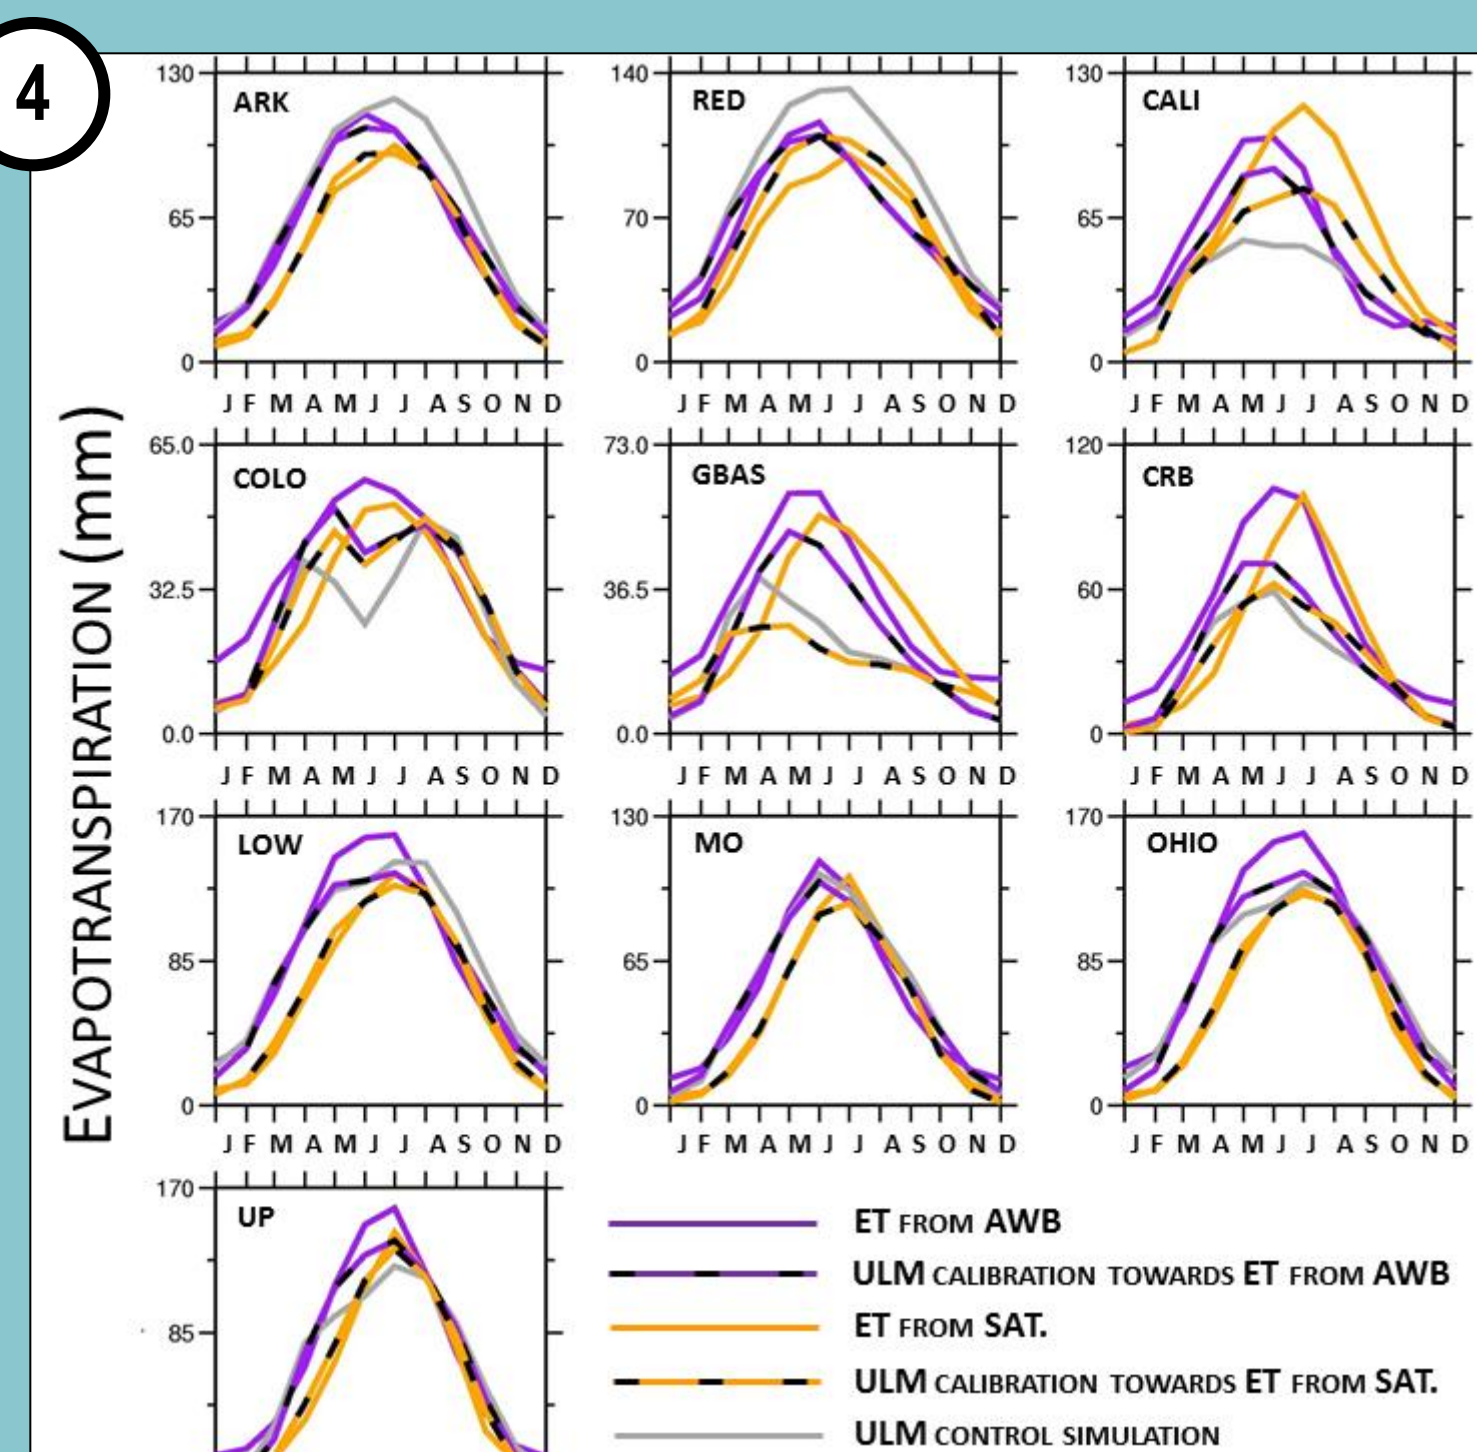 4
EVAPOTRANSPIRATION (mm)
130 ARK
65
0
J F M A M J J A S O N D
140 RED
70
0
J F M A M J J A S O N D
130 CALI
65
0
J F M A M J J A S O N D
65.0 COLO
32.5
0.0
J F M A M J J A S O N D
73.0 GBAS
36.5
0.0
J F M A M J J A S O N D
120 CRB
60
0
J F M A M J J A S O N D
170 LOW
85
0
J F M A M J J A S O N D
130 MO
65
0
J F M A M J J A S O N D
170 OHIO
85
0
J F M A M J J A S O N D
170 UP
85
ET FROM AWB
ULM CALIBRATION TOWARDS ET FROM AWB
ET FROM SAT.
ULM CALIBRATION TOWARDS ET FROM SAT.
ULM CONTROL SIMULATION